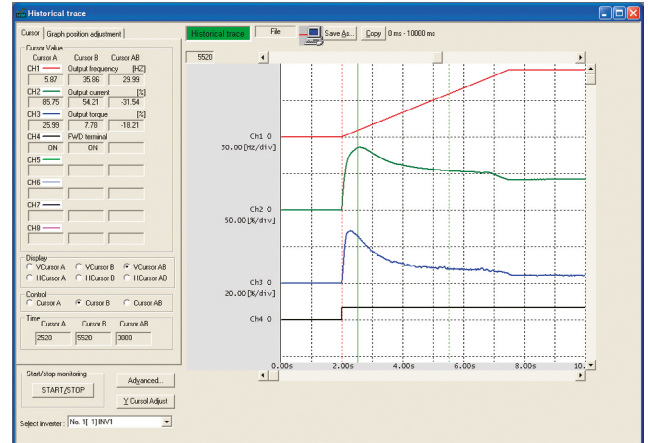 Historical trace
Cursor Graph position adjustment
Historical trace File Save As... Copy 0 ms - 10000 ms
Cursor Value
Cursor A Cursor B Cursor AB
5520
CH1 Output frequency [HZ]
5.87 35.86 29.99
CH2 Output current [%]
85.75 54.21 -31.54
CH3 Output torque [%]
25.99 7.78 -18.21
CH4 FWD terminal
ON ON
CH5
CH6
CH7
CH8
Ch1 0
30.00[Hz/div]
Ch2 0
50.00[%/div]
Ch3 0
20.00[%/div]
Ch4 0
0.00s 2.00s 4.00s 6.00s 8.00s 10.
Display
VCursor A VCursor B VCursor AB
HCursor A HCursor B HCursor AB
Control
Cursor A Cursor B Cursor AB
Time
Cursor A Cursor B Cursor AB
2520 5520 3000
Start/stop monitoring
START/STOP
Advanced...
Y Cursol Adjust
Select inverter : No. 1[ 1] INV1